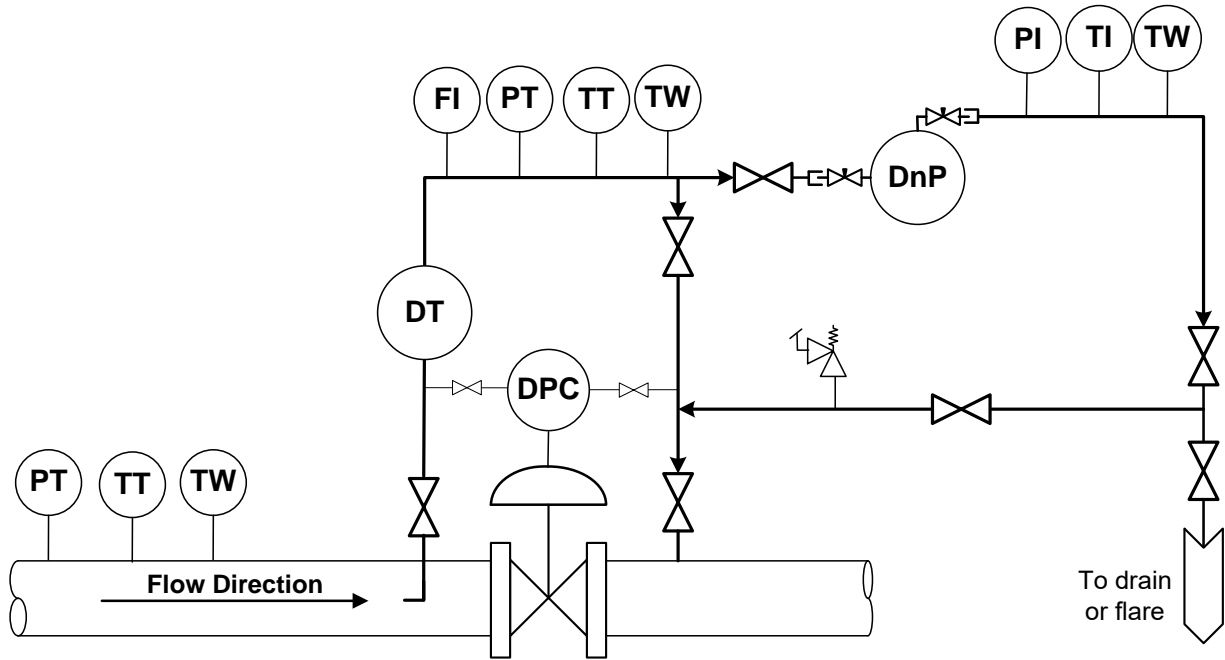 PI
TI
TW
FI
PT
TT
TW
DnP
DT
DPC
PT
TT
TW
Flow Direction
To drain
or flare